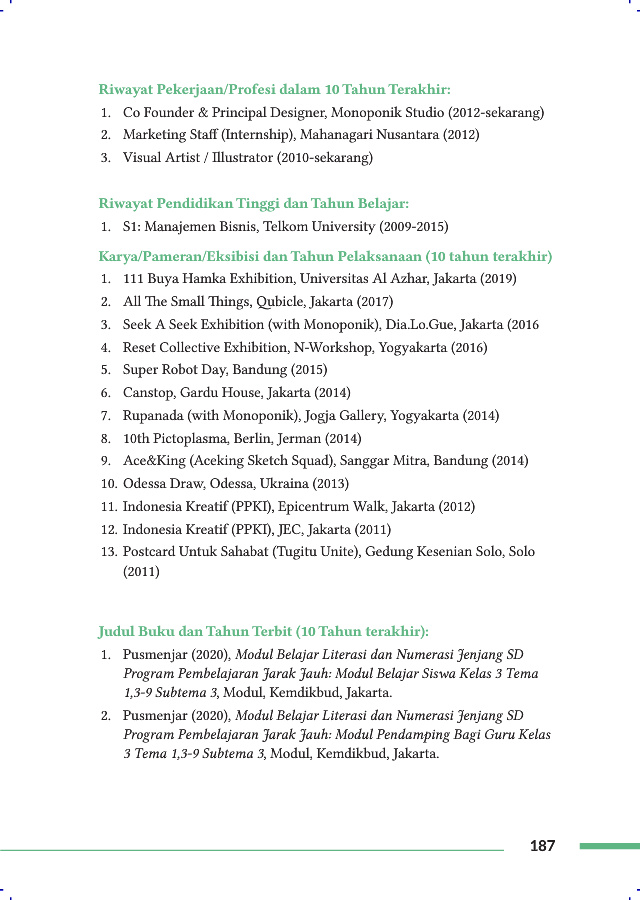 Riwayat Pekerjaan/Profesi dalam 10 Tahun Terakhir:
1. Co Founder & Principal Designer, Monoponik Studio (2012-sekarang)
2. Marketing Staff (Internship), Mahanagari Nusantara (2012)
3. Visual Artist / Illustrator (2010-sekarang)
Riwayat Pendidikan Tinggi dan Tahun Belajar:
1. S1: Manajemen Bisnis, Telkom University (2009-2015)
Karya/Pameran/Eksibisi dan Tahun Pelaksanaan (10 tahun terakhir)
1. 111 Buya Hamka Exhibition, Universitas Al Azhar, Jakarta (2019)
2. All The Small Things, Qubicle, Jakarta (2017)
3. Seek A Seek Exhibition (with Monoponik), Dia.Lo.Gue, Jakarta (2016
4. Reset Collective Exhibition, N-Workshop, Yogyakarta (2016)
5. Super Robot Day, Bandung (2015)
6. Canstop, Gardu House, Jakarta (2014)
7. Rupanada (with Monoponik), Jogja Gallery, Yogyakarta (2014)
8. 10th Pictoplasma, Berlin, Jerman (2014)
9. Ace&King (Aceking Sketch Squad), Sanggar Mitra, Bandung (2014)
10. Odessa Draw, Odessa, Ukraina (2013)
11. Indonesia Kreatif (PPKI), Epicentrum Walk, Jakarta (2012)
12. Indonesia Kreatif (PPKI), JEC, Jakarta (2011)
13. Postcard Untuk Sahabat (Tugitu Unite), Gedung Kesenian Solo, Solo
(2011)
Judul Buku dan Tahun Terbit (10 Tahun terakhir):
1. Pusmenjar (2020), Modul Belajar Literasi dan Numerasi Jenjang SD
Program Pembelajaran Jarak Jauh: Modul Belajar Siswa Kelas 3 Tema
1,3-9 Subtema 3, Modul, Kemdikbud, Jakarta.
2. Pusmenjar (2020), Modul Belajar Literasi dan Numerasi Jenjang SD
Program Pembelajaran Jarak Jauh: Modul Pendamping Bagi Guru Kelas
3 Tema 1,3-9 Subtema 3, Modul, Kemdikbud, Jakarta.
187